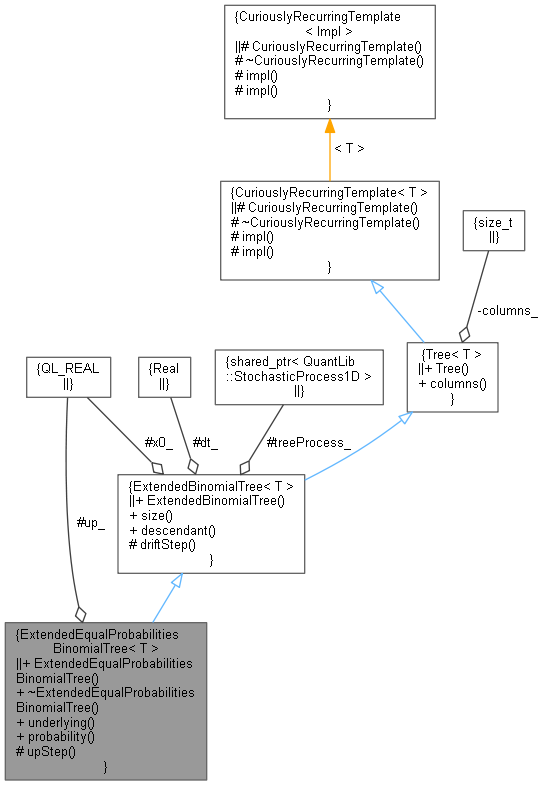 {CuriouslyRecurringTemplate
< Impl >
||# CuriouslyRecurringTemplate()
# ~CuriouslyRecurringTemplate()
# impl()
# impl()
}
< T >
{CuriouslyRecurringTemplate< T >
||# CuriouslyRecurringTemplate()
# ~CuriouslyRecurringTemplate()
# impl()
# impl()
}
{size_t
||}
-columns_
{QL_REAL
||}
{Real
||}
{shared_ptr< QuantLib
::StochasticProcess1D >
||}
{Tree< T >
||+ Tree()
+ columns()
}
#x0_
#dt_
#treeProcess_
{ExtendedBinomialTree< T >
||+ ExtendedBinomialTree()
+ size()
+ descendant()
# driftStep()
}
#up_
{ExtendedEqualProbabilities
BinomialTree< T >
||+ ExtendedEqualProbabilities
BinomialTree()
+ ~ExtendedEqualProbabilities
BinomialTree()
+ underlying()
+ probability()
# upStep()
}